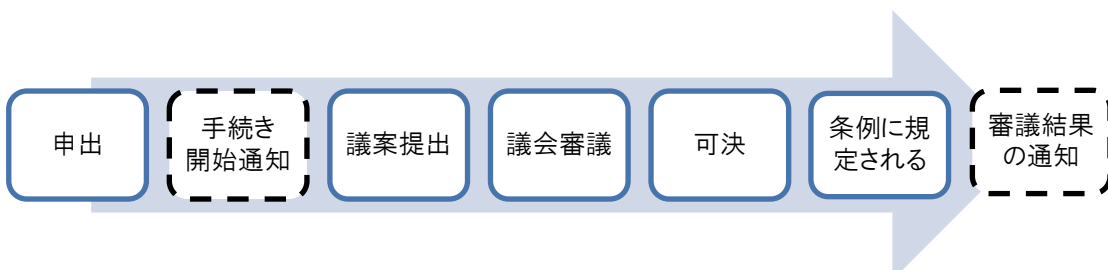 申出
手続き
開始通知
議案提出
議会審議
可決
条例に規
定される
審議結果
の通知